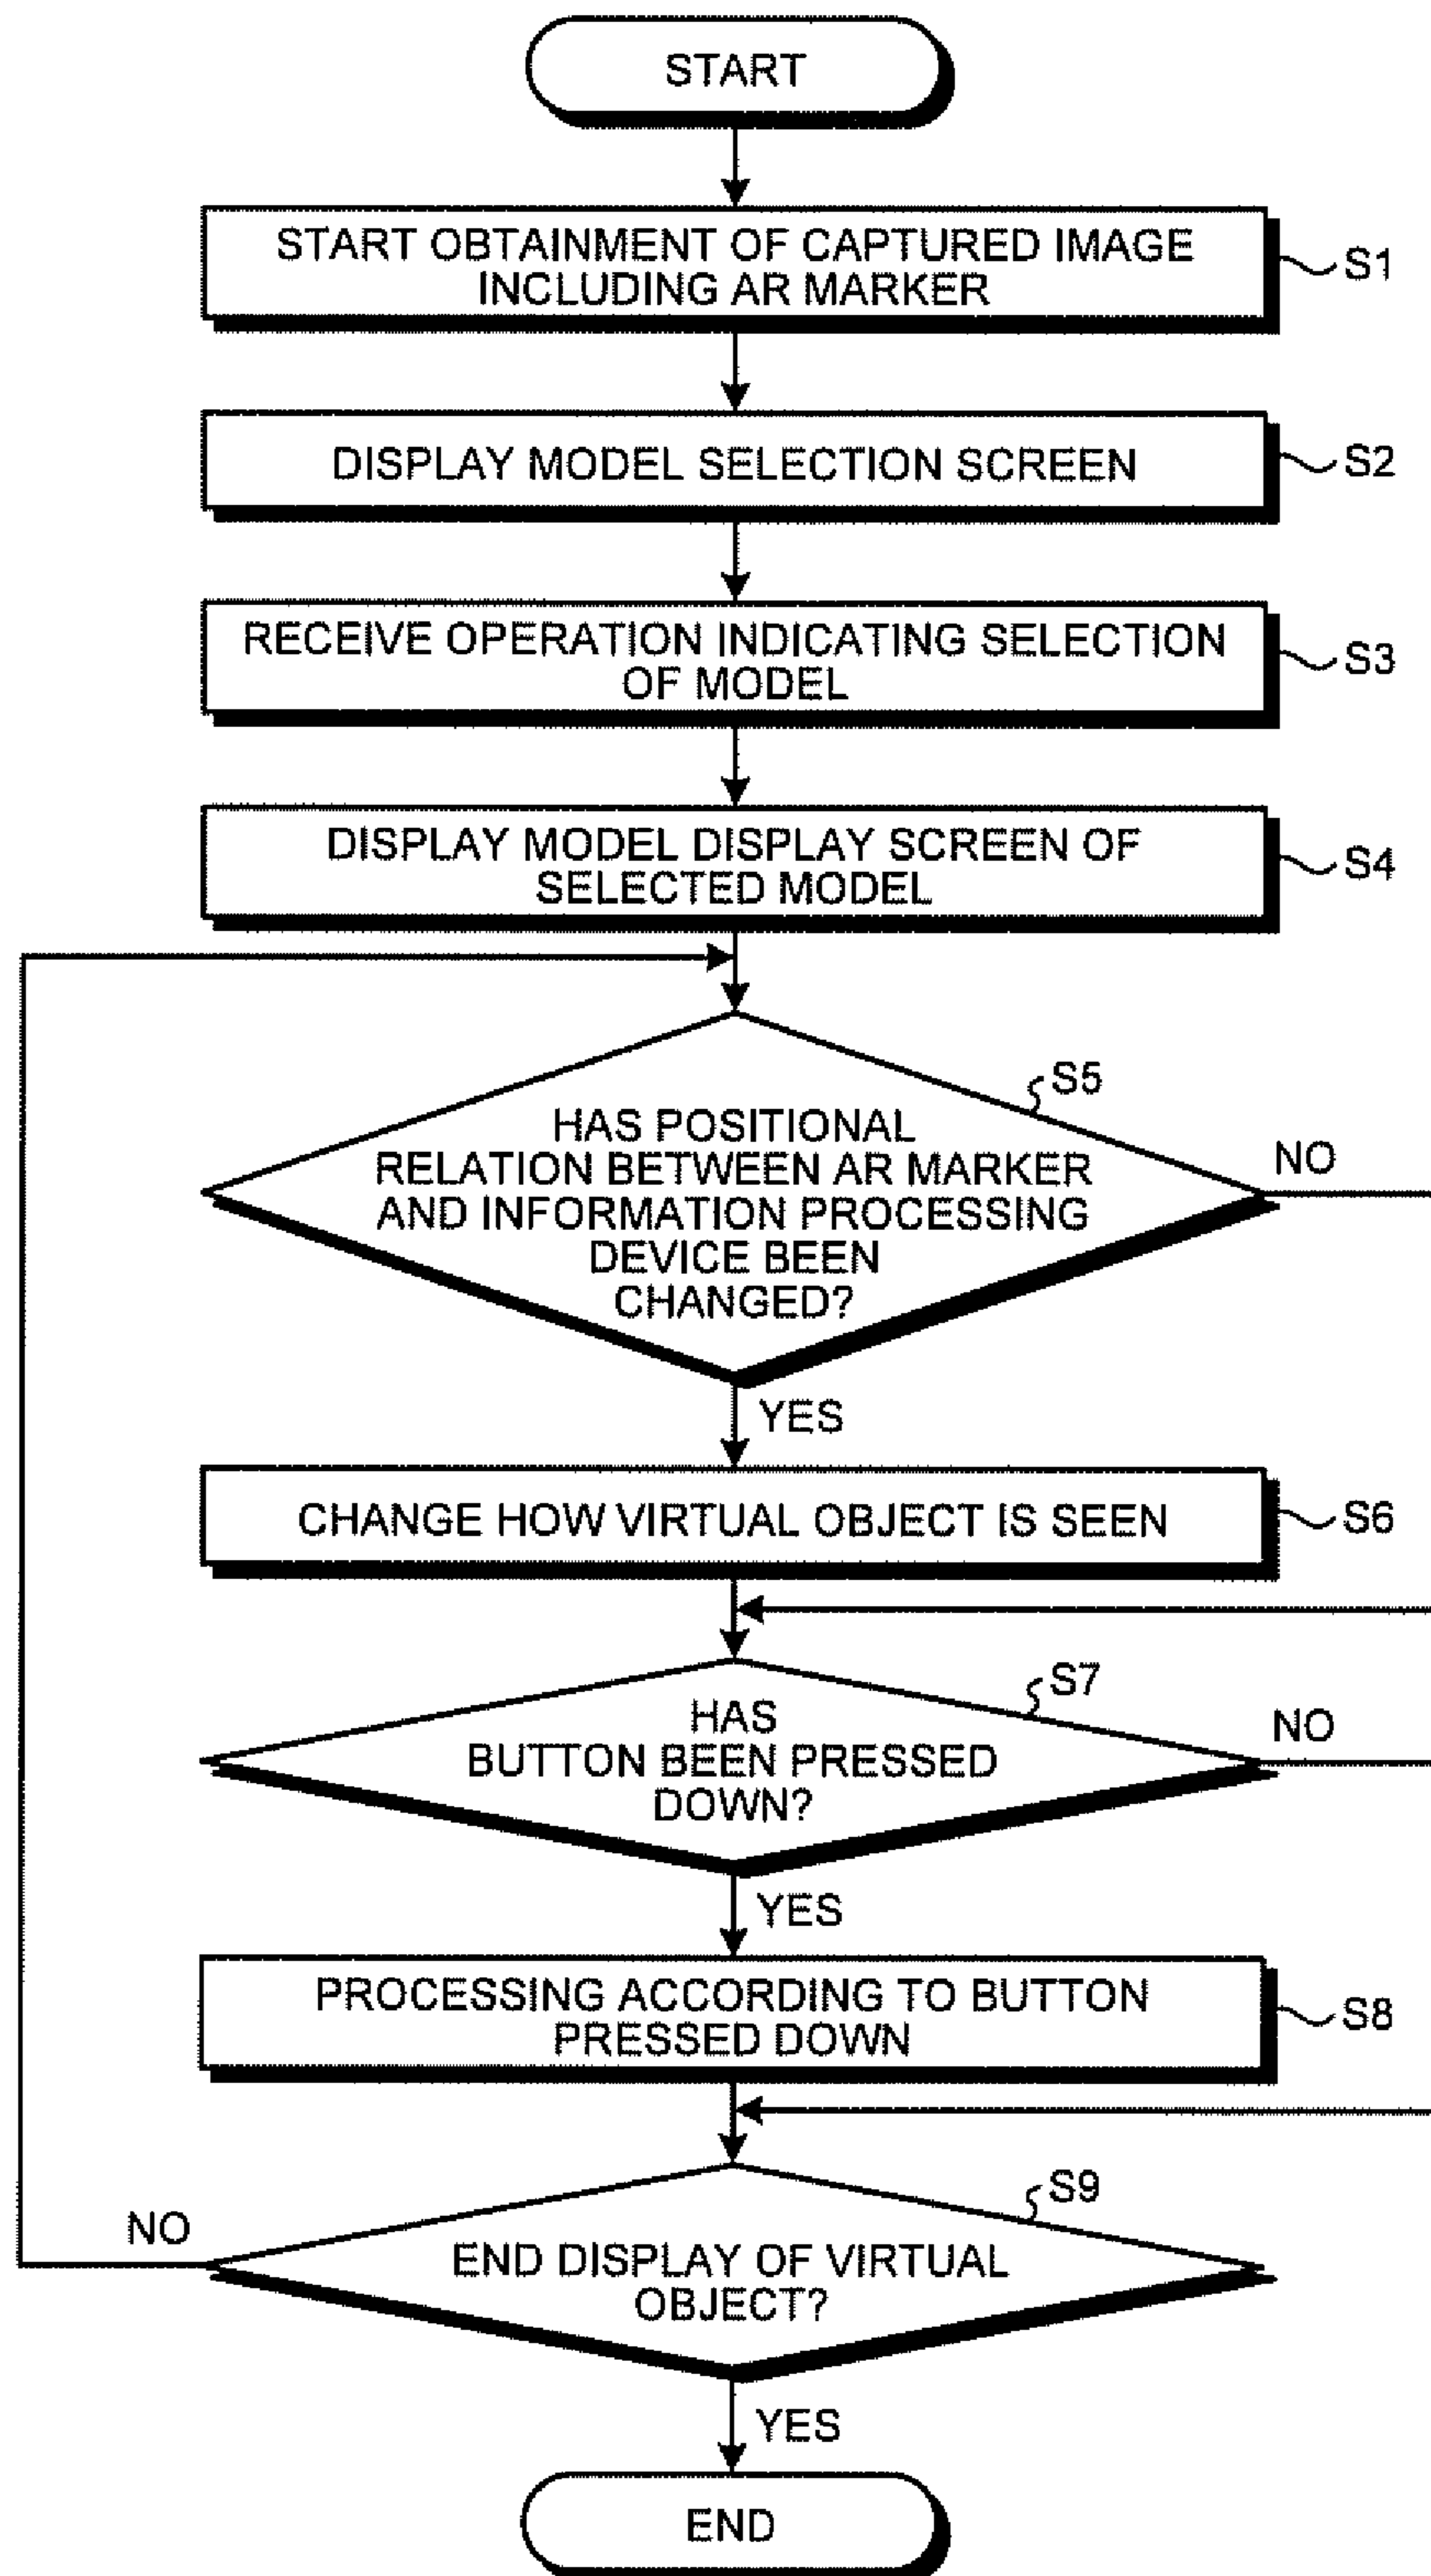 START
START OBTAINMENT OF CAPTURED IMAGE
INCLUDING AR MARKER
S1
DISPLAY MODEL SELECTION SCREEN
S2
RECEIVE OPERATION INDICATING SELECTION
OF MODEL
S3
DISPLAY MODEL DISPLAY SCREEN OF
SELECTED MODEL
S4
S5
HAS POSITIONAL
RELATION BETWEEN AR MARKER
AND INFORMATION PROCESSING
DEVICE BEEN
CHANGED?
NO
YES
CHANGE HOW VIRTUAL OBJECT IS SEEN
S6
S7
HAS
BUTTON BEEN PRESSED
DOWN?
NO
YES
PROCESSING ACCORDING TO BUTTON
PRESSED DOWN
S8
S9
NO
END DISPLAY OF VIRTUAL
OBJECT?
YES
END